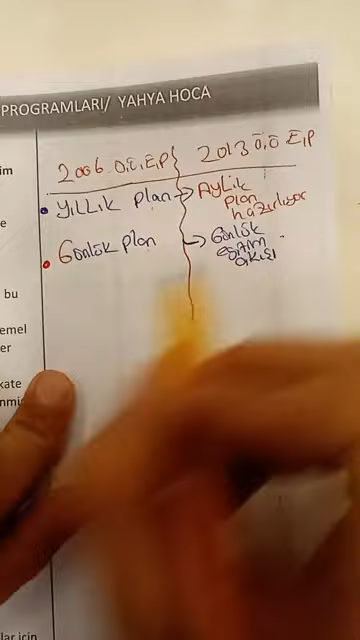 PROGRAMLARI/ YAHYA HOCA
2006.O.Ö.E.P 2013 O.Ö E.P
im
• Yıllık Plan → Aylık
Plan
hazırlıyor
e
• Günlük plan → Günlük
eğitim
akışı
bu
emel
er
kate
nmi
lar için